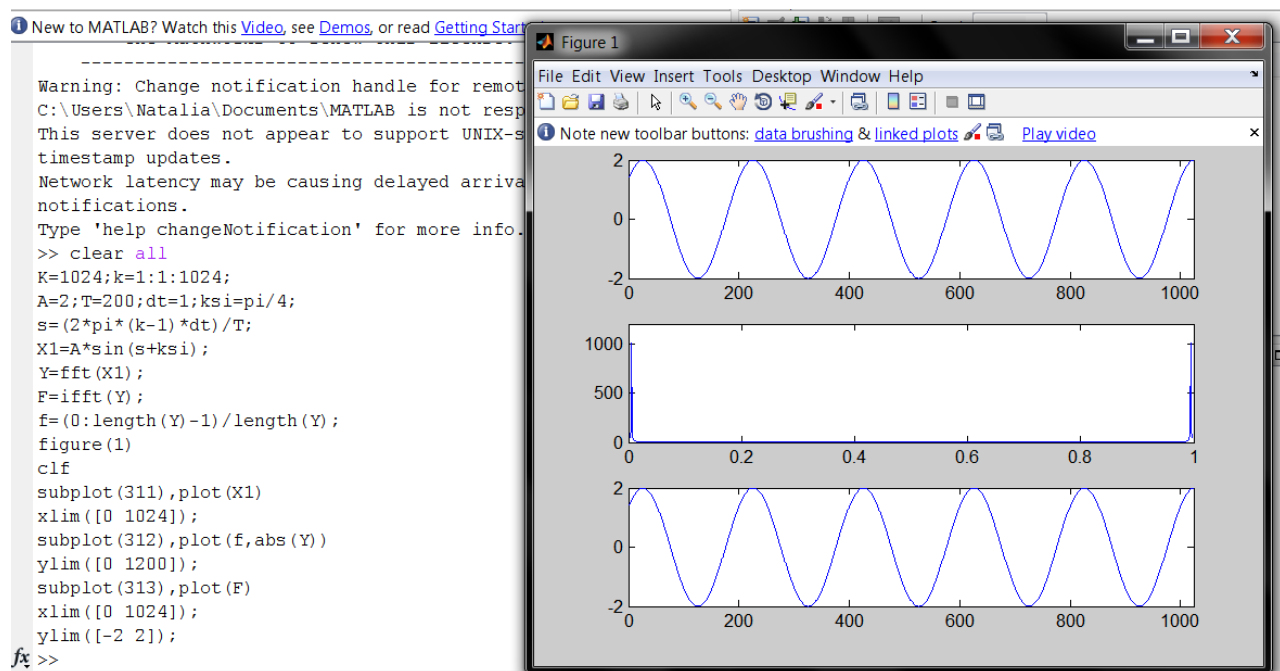 New to MATLAB? Watch this Video, see Demos, or read Getting Start
Warning: Change notification handle for remot
C:\Users\Natalia\Documents\MATLAB is not resp
This server does not appear to support UNIX-s
timestamp updates.
Network latency may be causing delayed arriva
notifications.
Type 'help changeNotification' for more info.
>> clear all
K=1024;k=1:1:1024;
A=2;T=200;dt=1;ksi=pi/4;
s=(2*pi*(k-1)*dt)/T;
X1=A*sin(s+ksi);
Y=fft(X1);
F=ifft(Y);
f=(0:length(Y)-1)/length(Y);
figure(1)
clf
subplot(311),plot(X1)
xlim([0 1024]);
subplot(312),plot(f,abs(Y))
ylim([0 1200]);
subplot(313),plot(F)
xlim([0 1024]);
ylim([-2 2]);
fx >>
Figure 1
File Edit View Insert Tools Desktop Window Help
Note new toolbar buttons: data brushing & linked plots Play video
2
0
-2
0 200 400 600 800 1000
1000
500
0
0 0.2 0.4 0.6 0.8 1
2
0
-2
0 200 400 600 800 1000